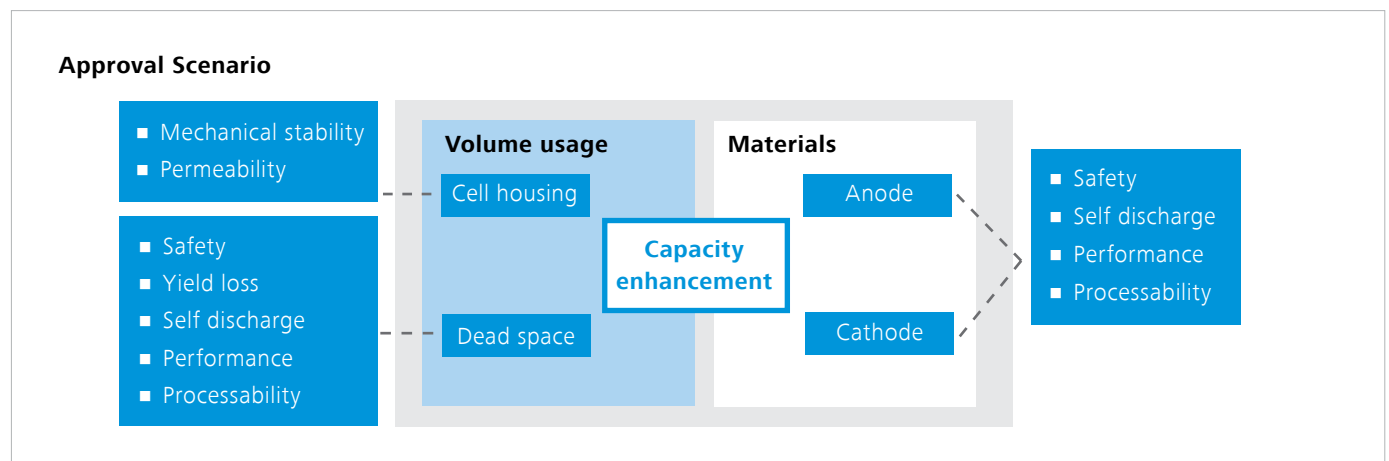 Approval Scenario
Mechanical stability
Permeability
Safety
Yield loss
Self discharge
Performance
Processability
Volume usage
Cell housing
Dead space
Capacity
enhancement
Materials
Anode
Cathode
Safety
Self discharge
Performance
Processability